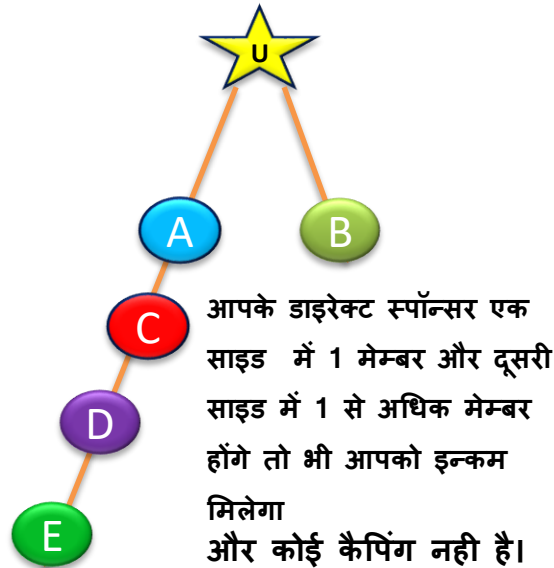 U
A
B
C
आपके डाइरेक्ट स्पॉन्सर एक
साइड में 1 मेम्बर और दूसरी
साइड में 1 से अधिक मेम्बर
D
होंगे तो भी आपको इन्कम
मिलेगा
E
और कोई कैपिंग नही है।